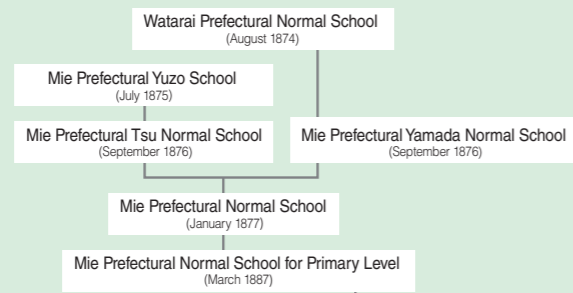 Watarai Prefectural Normal School
(August 1874)
Mie Prefectural Yuzo School
(July 1875)
Mie Prefectural Tsu Normal School
(September 1876)
Mie Prefectural Yamada Normal School
(September 1876)
Mie Prefectural Normal School
(January 1877)
Mie Prefectural Normal School for Primary Level
(March 1887)